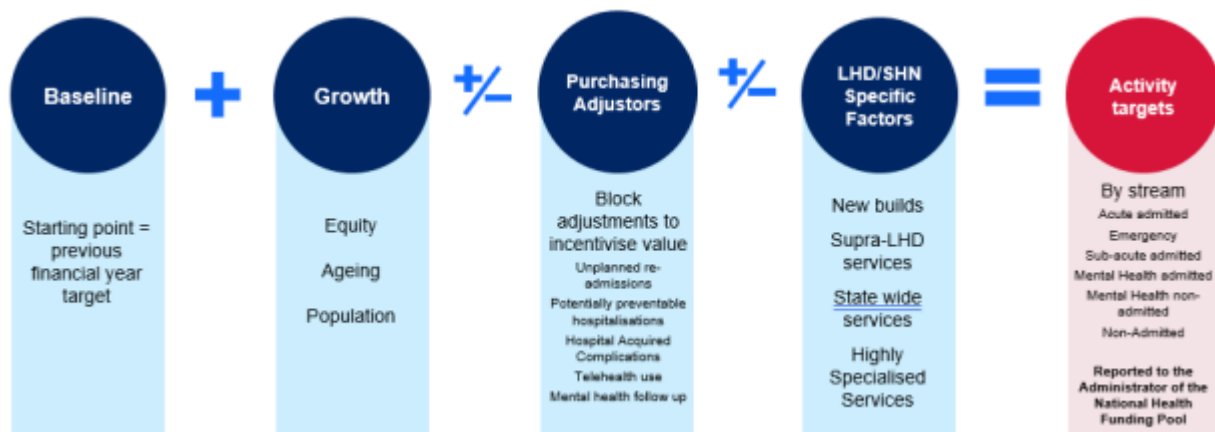 Baseline
+
Growth
+/−
Purchasing
Adjustors
+/−
LHD/SHN
Specific
Factors
=
Activity
targets
Starting point =
previous
financial year
target
Equity
Ageing
Population
Block
adjustments to
incentivise value
Unplanned re-
admissions
Potentially preventable
hospitalisations
Hospital Acquired
Complications
Telehealth use
Mental health follow up
New builds
Supra-LHD
services
State wide
services
Highly
Specialised
Services
By stream
Acute admitted
Emergency
Sub-acute admitted
Mental Health admitted
Mental Health non-
admitted
Non-Admitted
Reported to the
Administrator of the
National Health
Funding Pool